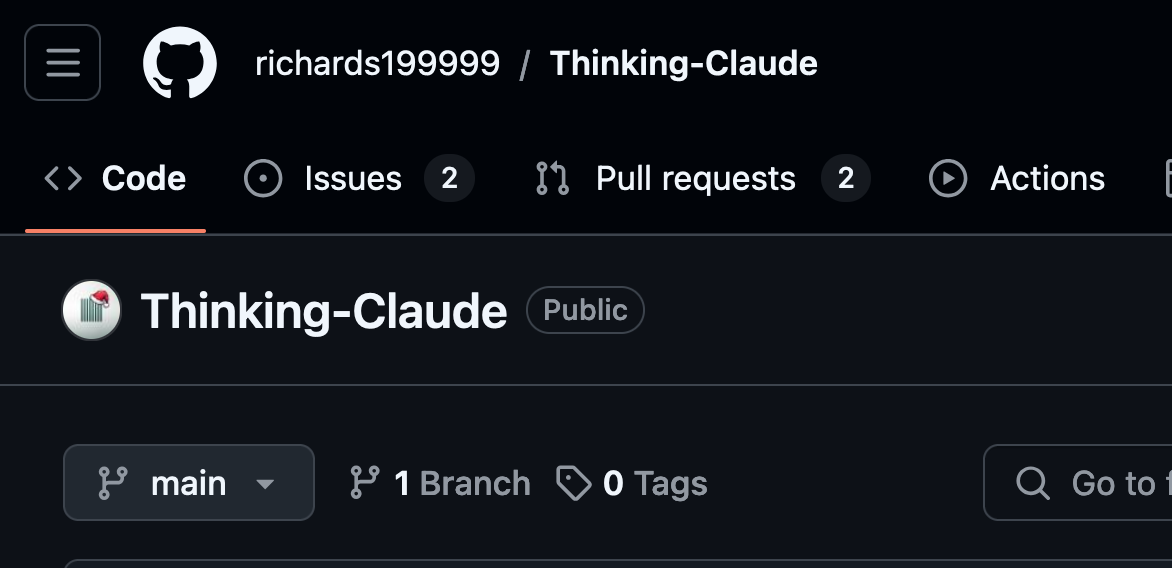 richards199999 / Thinking-Claude
Code Issues 2 Pull requests 2 Actions
Thinking-Claude Public
main 1 Branch 0 Tags Go to